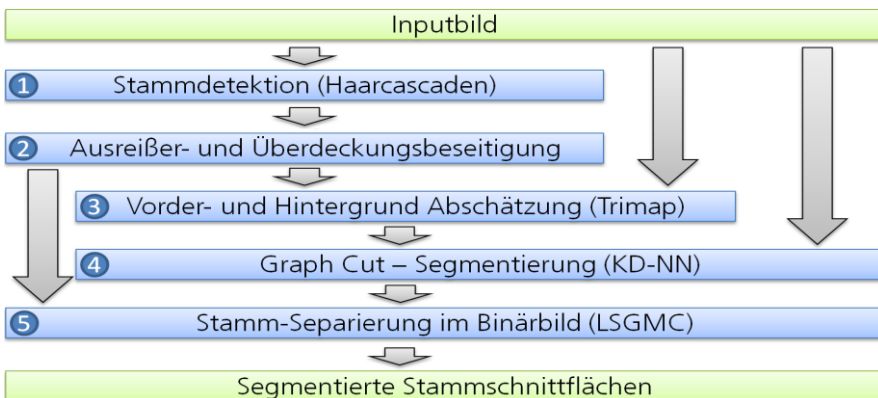 Inputbild
1 Stammdetektion (Haarcascaden)
2 Ausreißer- und Überdeckungsbeseitigung
3 Vorder- und Hintergrund Abschätzung (Trimap)
4 Graph Cut – Segmentierung (KD-NN)
5 Stamm-Separierung im Binärbild (LSGMC)
Segmentierte Stammschnittflächen